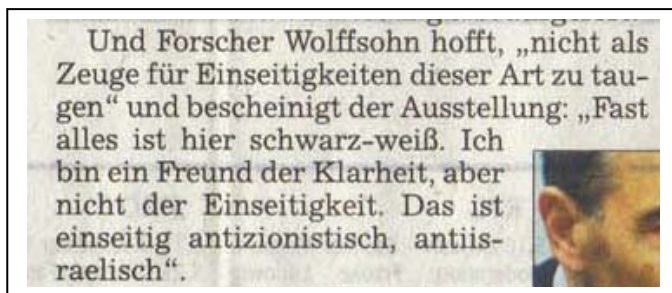 Und Forscher Wolffsohn hofft, „nicht als
Zeuge für Einseitigkeiten dieser Art zu tau-
gen“ und bescheinigt der Ausstellung: „Fast
alles ist hier schwarz-weiß. Ich
bin ein Freund der Klarheit, aber
nicht der Einseitigkeit. Das ist
einseitig antizionistisch, antiis-
raelisch“.